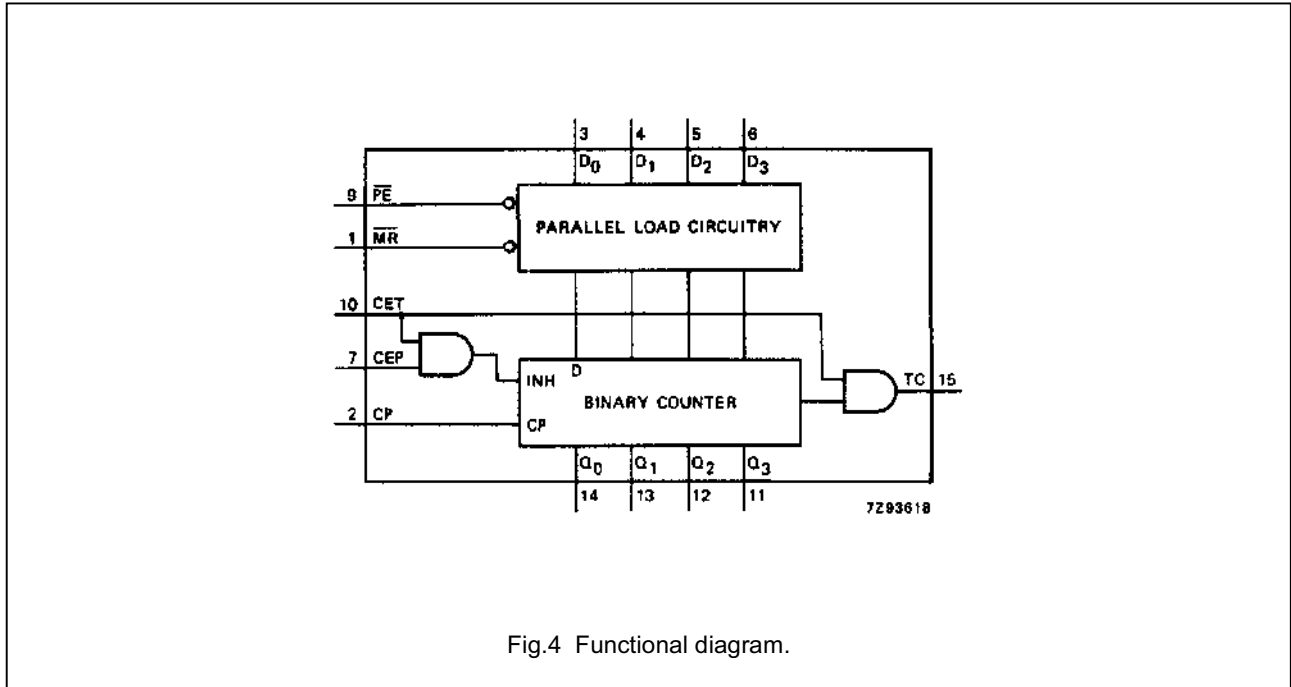 3 4 5 6
D0 D1 D2 D3
9 PE
PARALLEL LOAD CIRCUITRY
1 MR
10 CET
7 CEP
D
INH
BINARY COUNTER
TC 15
2 CP
CP
Q0 Q1 Q2 Q3
14 13 12 11
7Z93618
Fig.4 Functional diagram.